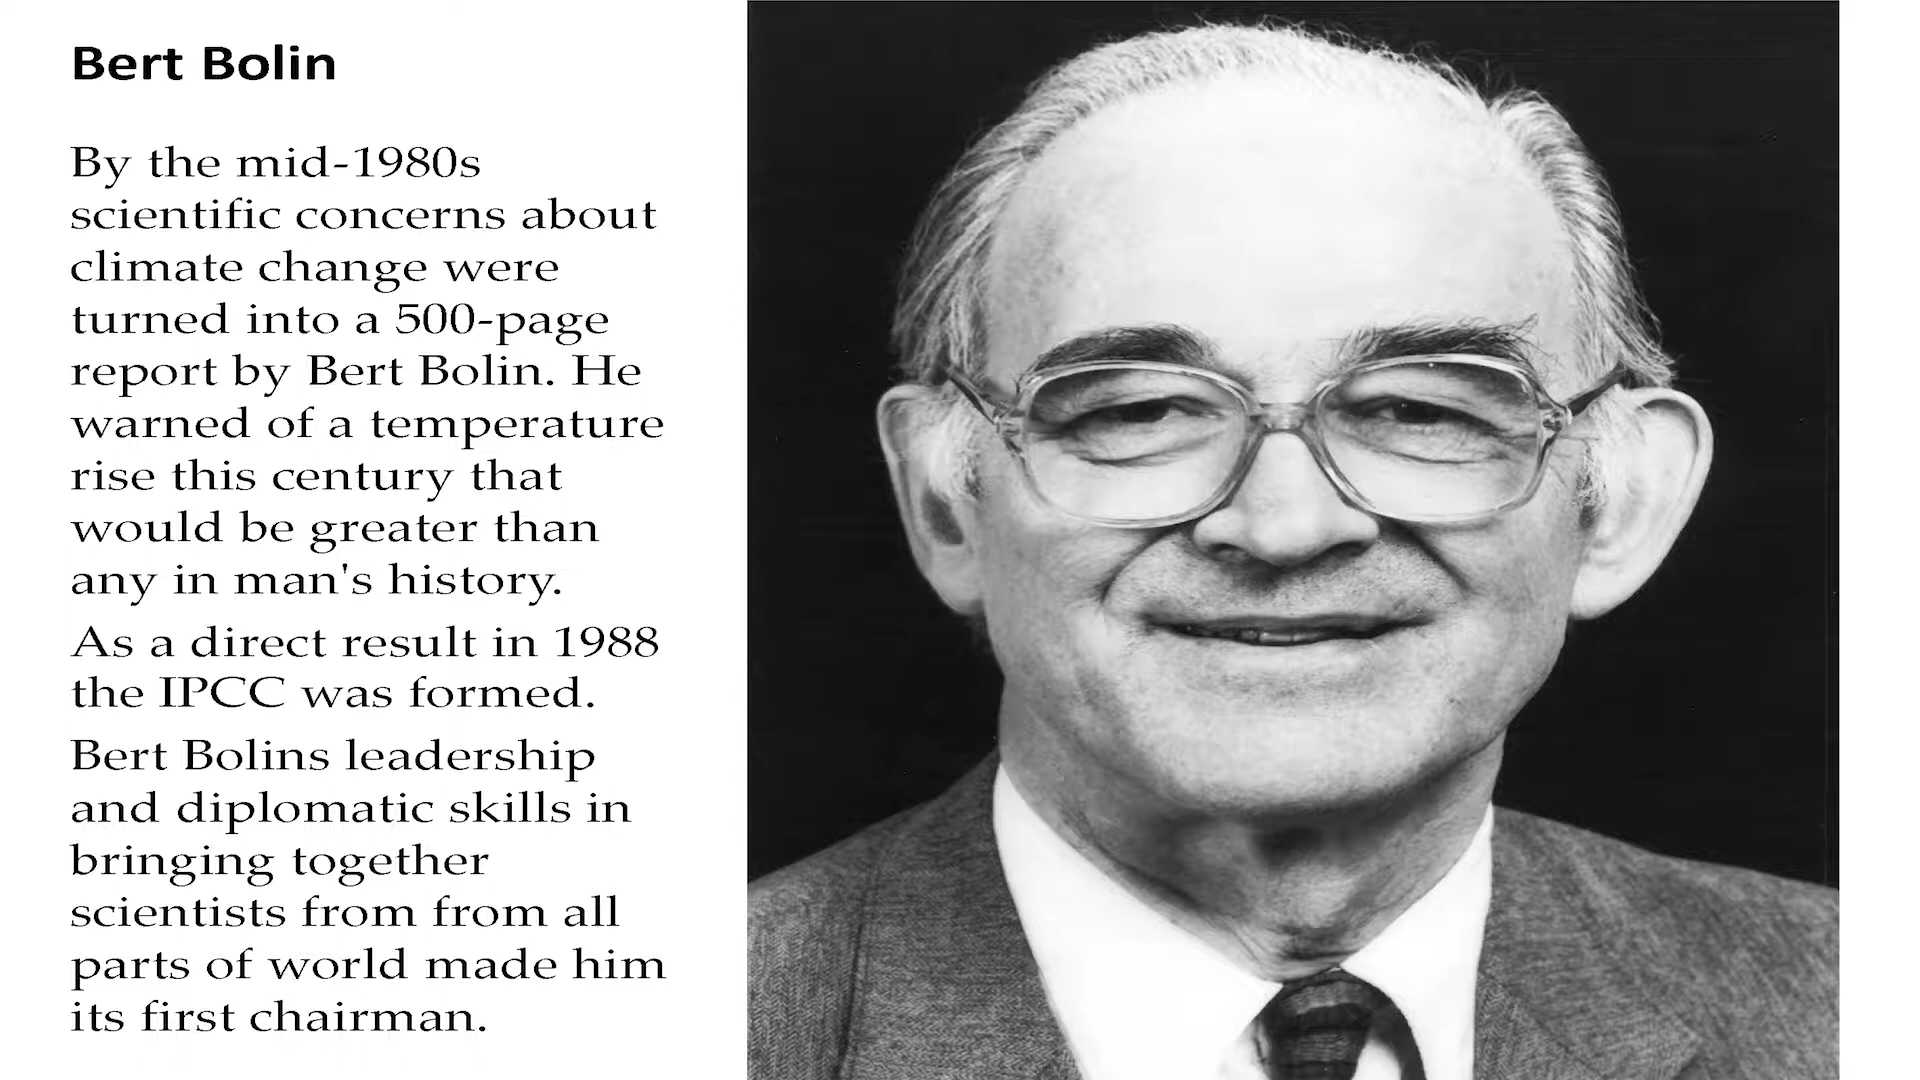 Bert Bolin
By the mid-1980s
scientific concerns about
climate change were
turned into a 500-page
report by Bert Bolin. He
warned of a temperature
rise this century that
would be greater than
any in man's history.
As a direct result in 1988
the IPCC was formed.
Bert Bolins leadership
and diplomatic skills in
bringing together
scientists from from all
parts of world made him
its first chairman.